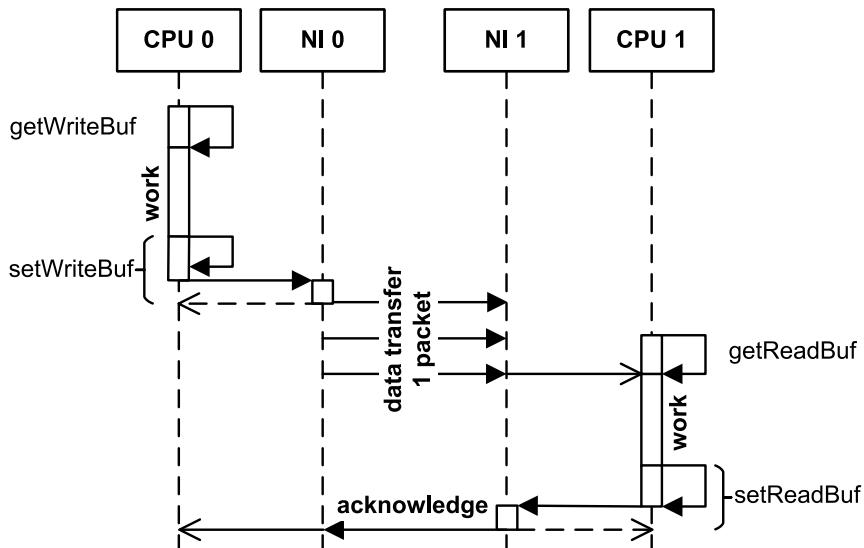 CPU 0
NI 0
NI 1
CPU 1
getWriteBuf
work
setWriteBuf
data transfer
1 packet
getReadBuf
work
setReadBuf
acknowledge